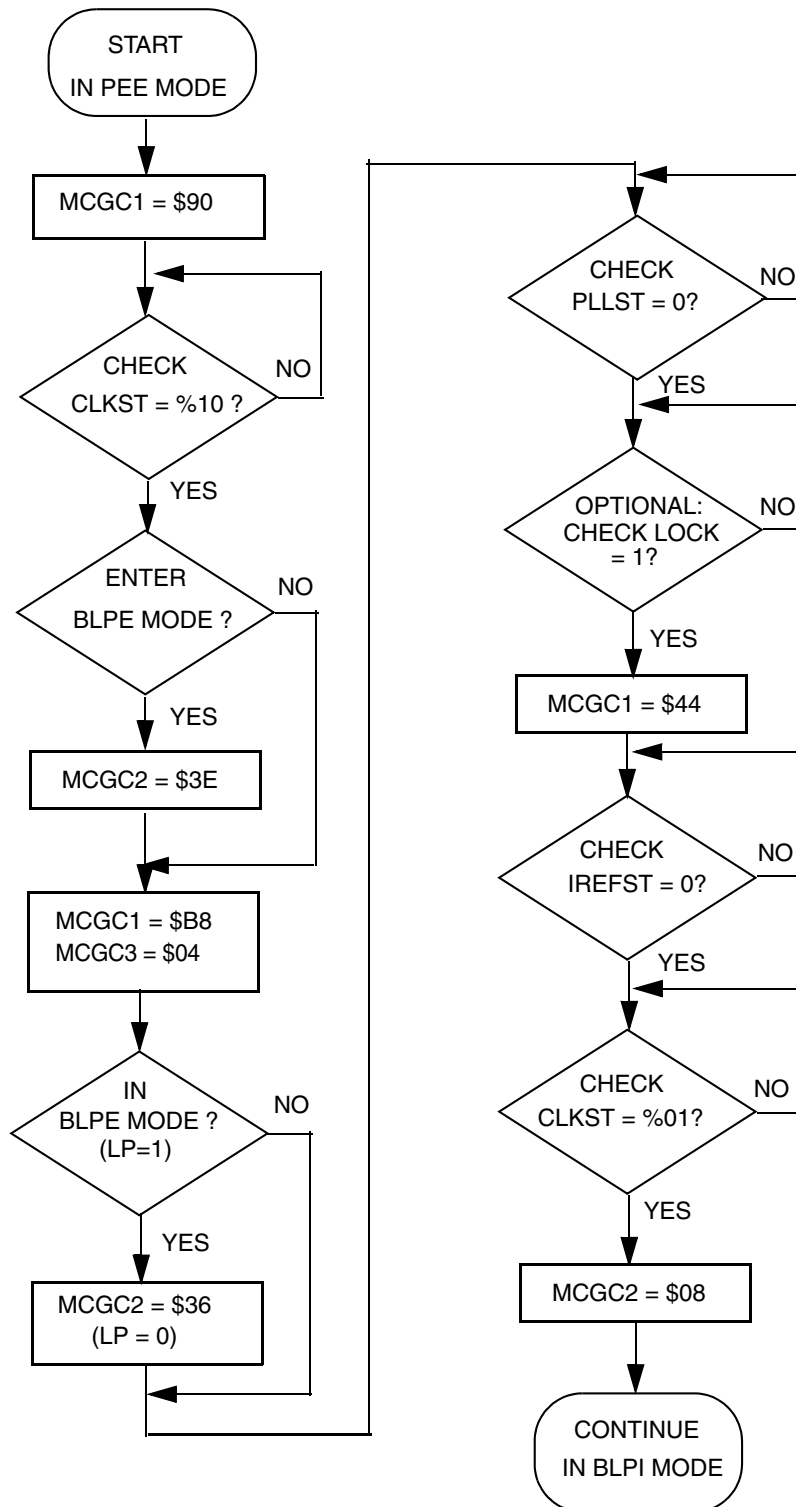 START
IN PEE MODE
MCGC1 = $90
CHECK
CLKST = %10 ?
NO
YES
ENTER
BLPE MODE ?
NO
YES
MCGC2 = $3E
MCGC1 = $B8
MCGC3 = $04
IN
BLPE MODE ?
(LP=1)
NO
YES
MCGC2 = $36
(LP = 0)
CHECK
PLLST = 0?
NO
YES
OPTIONAL:
CHECK LOCK
= 1?
NO
YES
MCGC1 = $44
CHECK
IREFST = 0?
NO
YES
CHECK
CLKST = %01?
NO
YES
MCGC2 = $08
CONTINUE
IN BLPI MODE